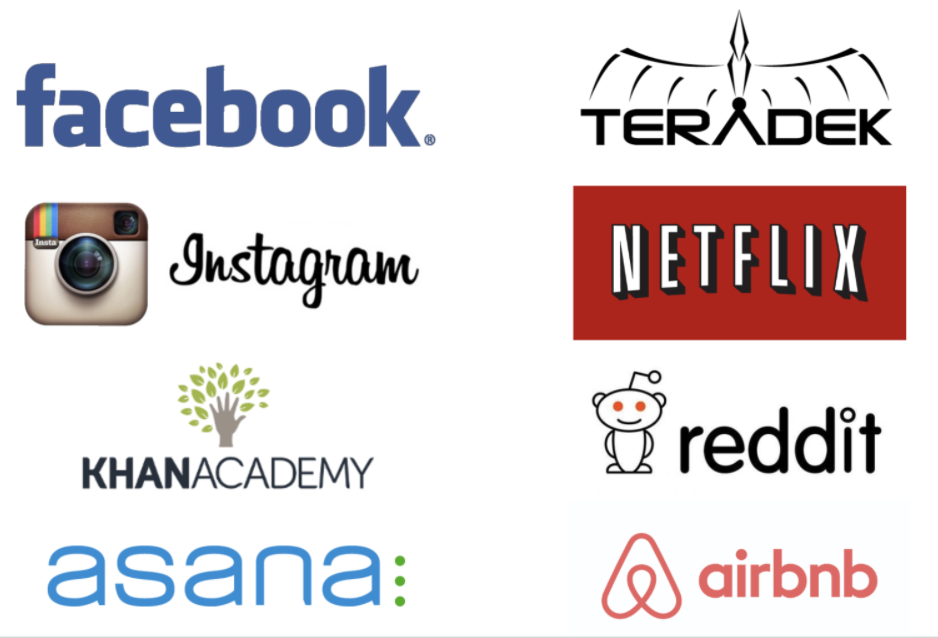 facebook®
TERADEK
Insta
Instagram
NETFLIX
KHANACADEMY
reddit
asana:
airbnb